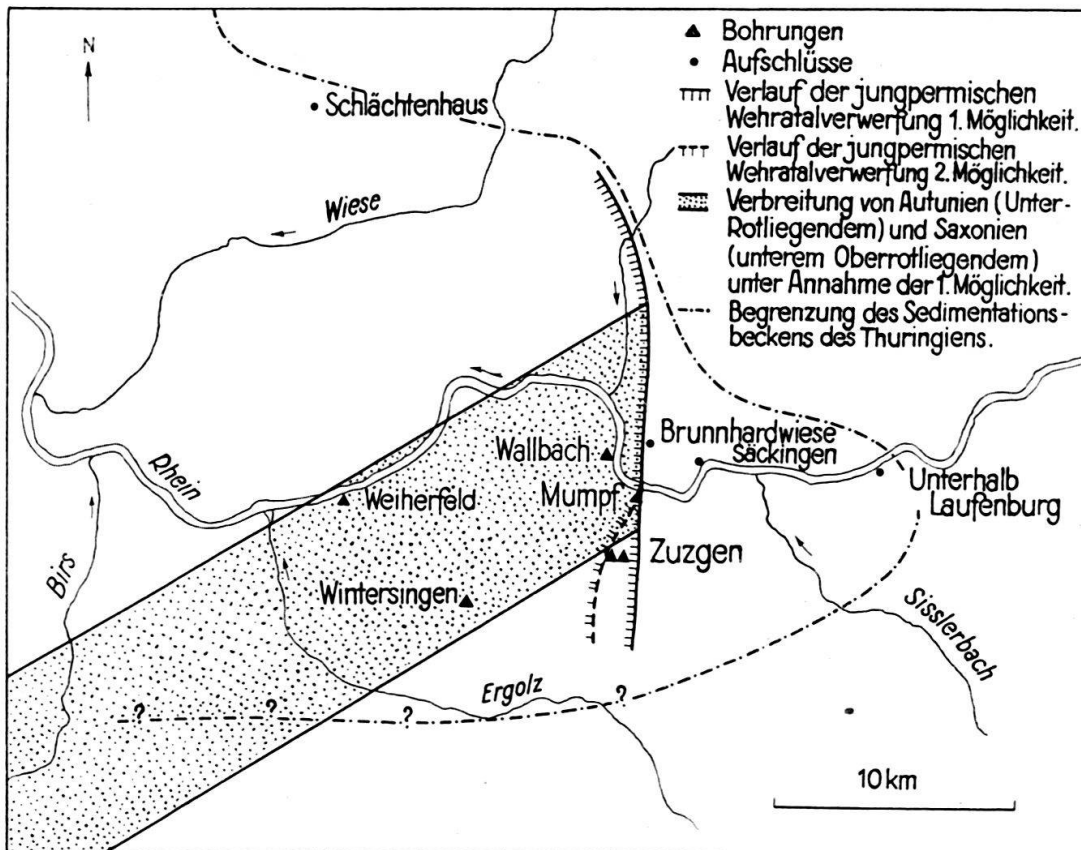 N
▲ Bohrungen
• Aufschlüsse
Verlauf der jungpermischen
Wehratalverwerfung 1. Möglichkeit.
Verlauf der jungpermischen
Wehratalverwerfung 2. Möglichkeit.
Verbreitung von Autunien (Unter-
Rotliegendem) und Saxonien
(unterem Oberrotliegendem)
unter Annahme der 1. Möglichkeit.
Begrenzung des Sedimentations-
beckens des Thuringiens.
Schlächtenhaus
Wiese
Rhein
Birs
Weiherfeld
Wallbach
Mumpf
Brunnhardwiese
Säckingen
Unterhalb
Laufenburg
Zuzgen
Wintersingen
Sisslerbach
Ergolz
? ? ? ?
10 km